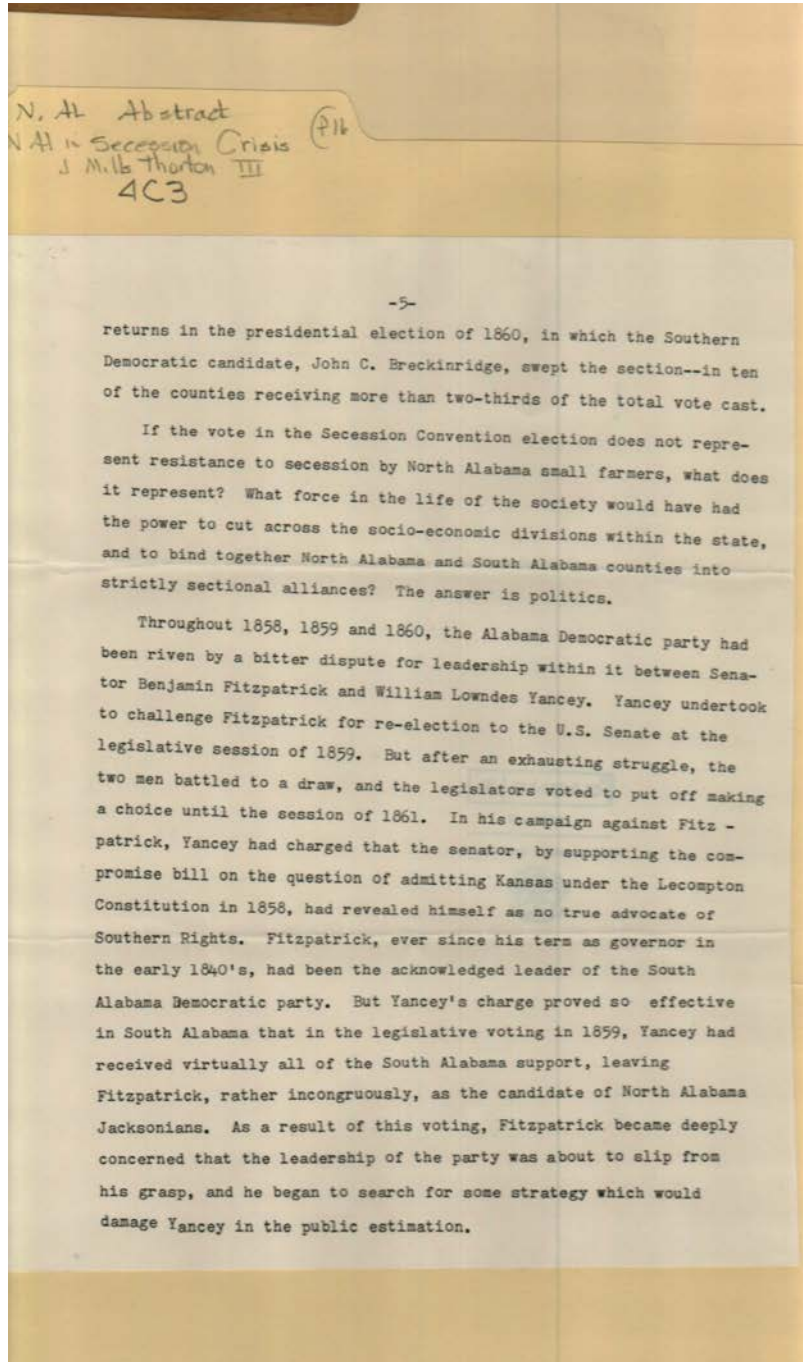 N. AL Abstract
N Al in Secession Crisis (P16
J Mills Thorton III
4C3
-5-
returns in the presidential election of 1860, in which the Southern
Democratic candidate, John C. Breckinridge, swept the section--in ten
of the counties receiving more than two-thirds of the total vote cast.
If the vote in the Secession Convention election does not repre-
sent resistance to secession by North Alabama small farmers, what does
it represent? What force in the life of the society would have had
the power to cut across the socio-economic divisions within the state,
and to bind together North Alabama and South Alabama counties into
strictly sectional alliances? The answer is politics.
Throughout 1858, 1859 and 1860, the Alabama Democratic party had
been riven by a bitter dispute for leadership within it between Sena-
tor Benjamin Fitzpatrick and William Lowndes Yancey. Yancey undertook
to challenge Fitzpatrick for re-election to the U.S. Senate at the
legislative session of 1859. But after an exhausting struggle, the
two men battled to a draw, and the legislators voted to put off making
a choice until the session of 1861. In his campaign against Fitz -
patrick, Yancey had charged that the senator, by supporting the com-
promise bill on the question of admitting Kansas under the Lecompton
Constitution in 1858, had revealed himself as no true advocate of
Southern Rights. Fitzpatrick, ever since his term as governor in
the early 1840's, had been the acknowledged leader of the South
Alabama Democratic party. But Yancey's charge proved so effective
in South Alabama that in the legislative voting in 1859, Yancey had
received virtually all of the South Alabama support, leaving
Fitzpatrick, rather incongruously, as the candidate of North Alabama
Jacksonians. As a result of this voting, Fitzpatrick became deeply
concerned that the leadership of the party was about to slip from
his grasp, and he began to search for some strategy which would
damage Yancey in the public estimation.